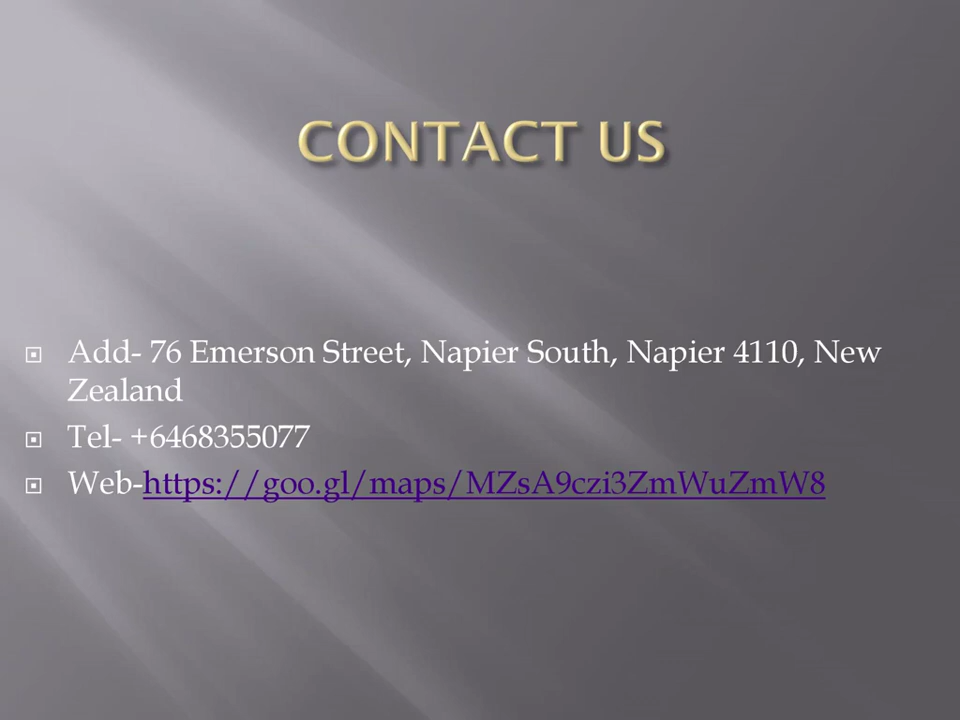 CONTACT US
Add- 76 Emerson Street, Napier South, Napier 4110, New
Zealand
Tel- +6468355077
Web-https://goo.gl/maps/MZsA9czi3ZmWuZmW8